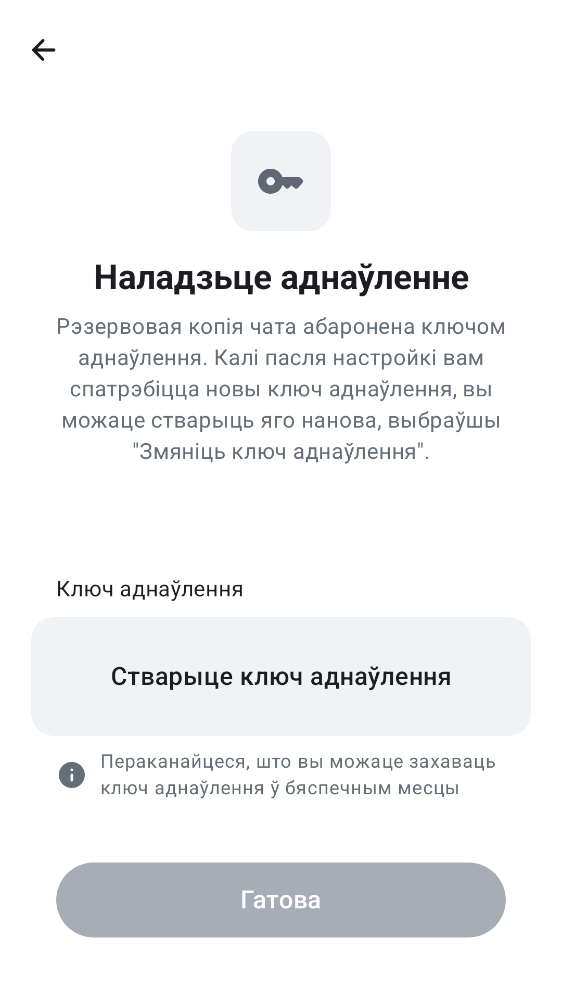 Наладзьце аднаўленне
Рэзервовая копія чата абаронена ключом
аднаўлення. Калі пасля настройкі вам
спатрэбіцца новы ключ аднаўлення, вы
можаце стварыць яго нанова, выбраўшы
"Змяніць ключ аднаўлення".
Ключ аднаўлення
Стварыце ключ аднаўлення
Пераканайцеся, што вы можаце захаваць
ключ аднаўлення ў бяспечным месцы
Гатова